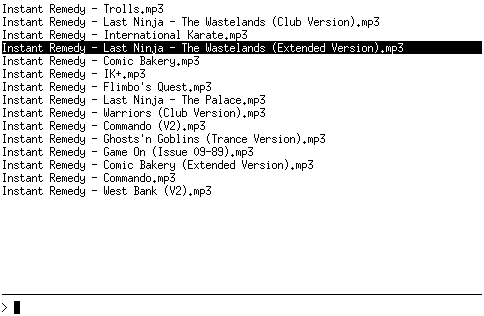 Instant Remedy - Trolls.mp3
Instant Remedy - Last Ninja - The Wastelands (Club Version).mp3
Instant Remedy - International Karate.mp3
Instant Remedy - Last Ninja - The Wastelands (Extended Version).mp3
Instant Remedy - Comic Bakery.mp3
Instant Remedy - IK+.mp3
Instant Remedy - Flimbo's Quest.mp3
Instant Remedy - Last Ninja - The Palace.mp3
Instant Remedy - Warriors (Club Version).mp3
Instant Remedy - Commando (V2).mp3
Instant Remedy - Ghosts'n Goblins (Trance Version).mp3
Instant Remedy - Game On (Issue 09-89).mp3
Instant Remedy - Comic Bakery (Extended Version).mp3
Instant Remedy - Commando.mp3
Instant Remedy - West Bank (V2).mp3
>